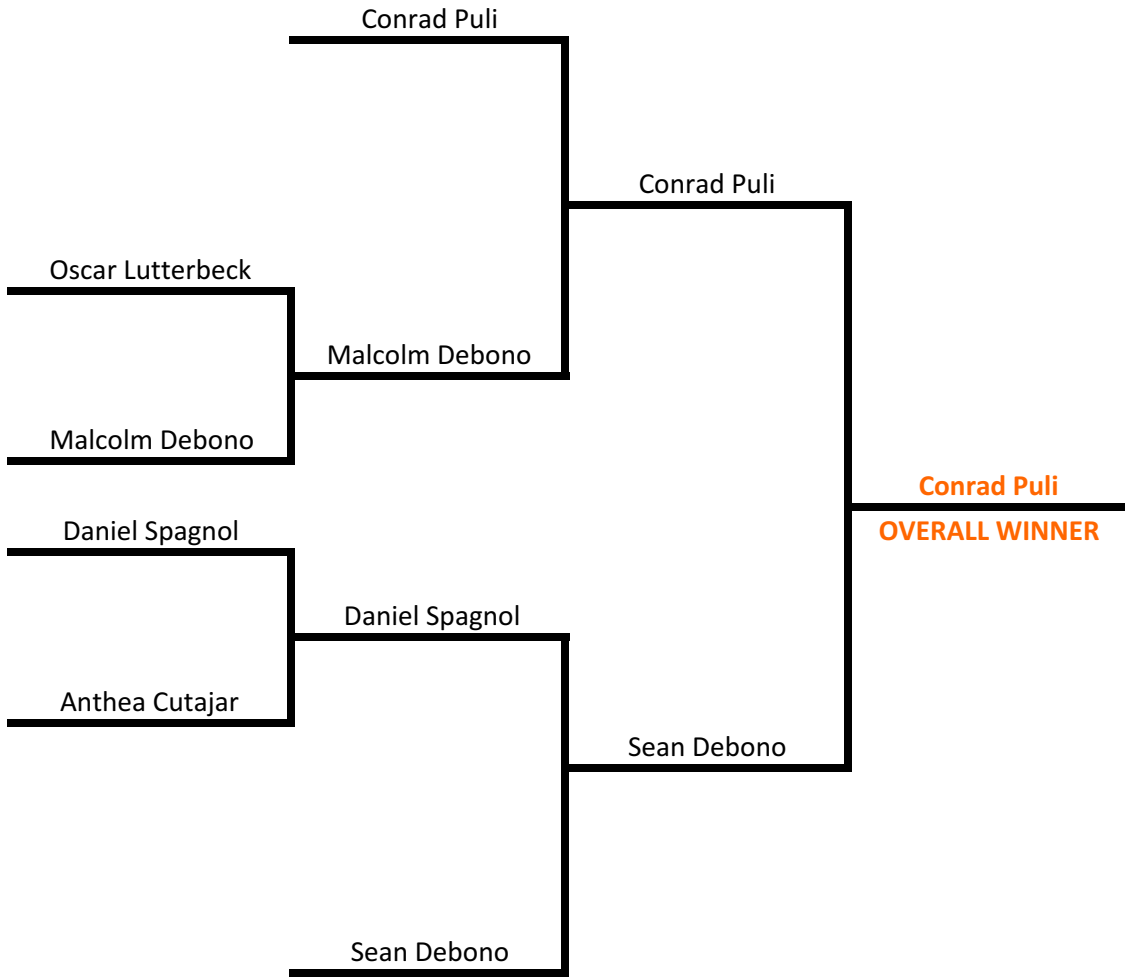 Conrad Puli
Conrad Puli
Oscar Lutterbeck
Malcolm Debono
Malcolm Debono
Conrad Puli
OVERALL WINNER
Daniel Spagnol
Daniel Spagnol
Anthea Cutajar
Sean Debono
Sean Debono